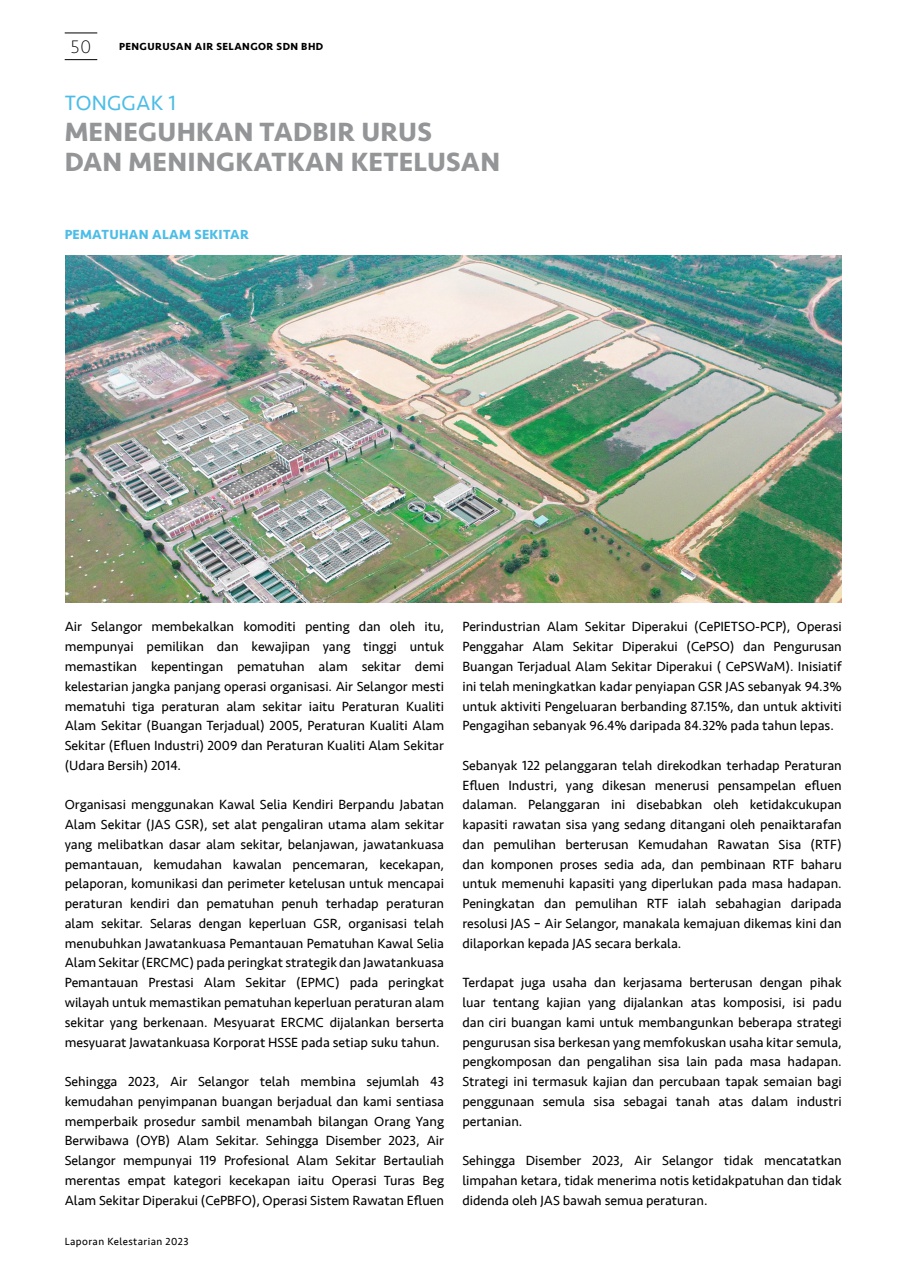 50
PENGURUSAN AIR SELANGOR SDN BHD
TONGGAK 1
MENEGUHKAN TADBIR URUS
DAN MENINGKATKAN KETELUSAN
PEMATUHAN ALAM SEKITAR
Air Selangor membekalkan komoditi penting dan oleh itu,
mempunyai pemilikan dan kewajipan yang tinggi untuk
memastikan kepentingan pematuhan alam sekitar demi
kelestarian jangka panjang operasi organisasi. Air Selangor mesti
mematuhi tiga peraturan alam sekitar iaitu Peraturan Kualiti
Alam Sekitar (Buangan Terjadual) 2005, Peraturan Kualiti Alam
Sekitar (Efluen Industri) 2009 dan Peraturan Kualiti Alam Sekitar
(Udara Bersih) 2014.
Organisasi menggunakan Kawal Selia Kendiri Berpandu Jabatan
Alam Sekitar (JAS GSR), set alat pengaliran utama alam sekitar
yang melibatkan dasar alam sekitar, belanjawan, jawatankuasa
pemantauan, kemudahan kawalan pencemaran, kecekapan,
pelaporan, komunikasi dan perimeter ketelusan untuk mencapai
peraturan kendiri dan pematuhan penuh terhadap peraturan
alam sekitar. Selaras dengan keperluan GSR, organisasi telah
menubuhkan Jawatankuasa Pemantauan Pematuhan Kawal Selia
Alam Sekitar (ERCMC) pada peringkat strategik dan Jawatankuasa
Pemantauan Prestasi Alam Sekitar (EPMC) pada peringkat
wilayah untuk memastikan pematuhan keperluan peraturan alam
sekitar yang berkenaan. Mesyuarat ERCMC dijalankan berserta
mesyuarat Jawatankuasa Korporat HSSE pada setiap suku tahun.
Sehingga 2023, Air Selangor telah membina sejumlah 43
kemudahan penyimpanan buangan berjadual dan kami sentiasa
memperbaik prosedur sambil menambah bilangan Orang Yang
Berwibawa (OYB) Alam Sekitar. Sehingga Disember 2023, Air
Selangor mempunyai 119 Profesional Alam Sekitar Bertauliah
merentas empat kategori kecekapan iaitu Operasi Turas Beg
Alam Sekitar Diperakui (CePBFO), Operasi Sistem Rawatan Efluen
Perindustrian Alam Sekitar Diperakui (CePIETSO-PCP), Operasi
Penggahar Alam Sekitar Diperakui (CePSO) dan Pengurusan
Buangan Terjadual Alam Sekitar Diperakui ( CePSWaM). Inisiatif
ini telah meningkatkan kadar penyiapan GSR JAS sebanyak 94.3%
untuk aktiviti Pengeluaran berbanding 87.15%, dan untuk aktiviti
Pengagihan sebanyak 96.4% daripada 84.32% pada tahun lepas.
Sebanyak 122 pelanggaran telah direkodkan terhadap Peraturan
Efluen Industri, yang dikesan menerusi pensampelan efluen
dalaman. Pelanggaran ini disebabkan oleh ketidakcukupan
kapasiti rawatan sisa yang sedang ditangani oleh penaiktarafan
dan pemulihan berterusan Kemudahan Rawatan Sisa (RTF)
dan komponen proses sedia ada, dan pembinaan RTF baharu
untuk memenuhi kapasiti yang diperlukan pada masa hadapan.
Peningkatan dan pemulihan RTF ialah sebahagian daripada
resolusi JAS – Air Selangor, manakala kemajuan dikemas kini dan
dilaporkan kepada JAS secara berkala.
Terdapat juga usaha dan kerjasama berterusan dengan pihak
luar tentang kajian yang dijalankan atas komposisi, isi padu
dan ciri buangan kami untuk membangunkan beberapa strategi
pengurusan sisa berkesan yang memfokuskan usaha kitar semula,
pengkomposan dan pengalihan sisa lain pada masa hadapan.
Strategi ini termasuk kajian dan percubaan tapak semaian bagi
penggunaan semula sisa sebagai tanah atas dalam industri
pertanian.
Sehingga Disember 2023, Air Selangor tidak mencatatkan
limpahan ketara, tidak menerima notis ketidakpatuhan dan tidak
didenda oleh JAS bawah semua peraturan.
Laporan Kelestarian 2023